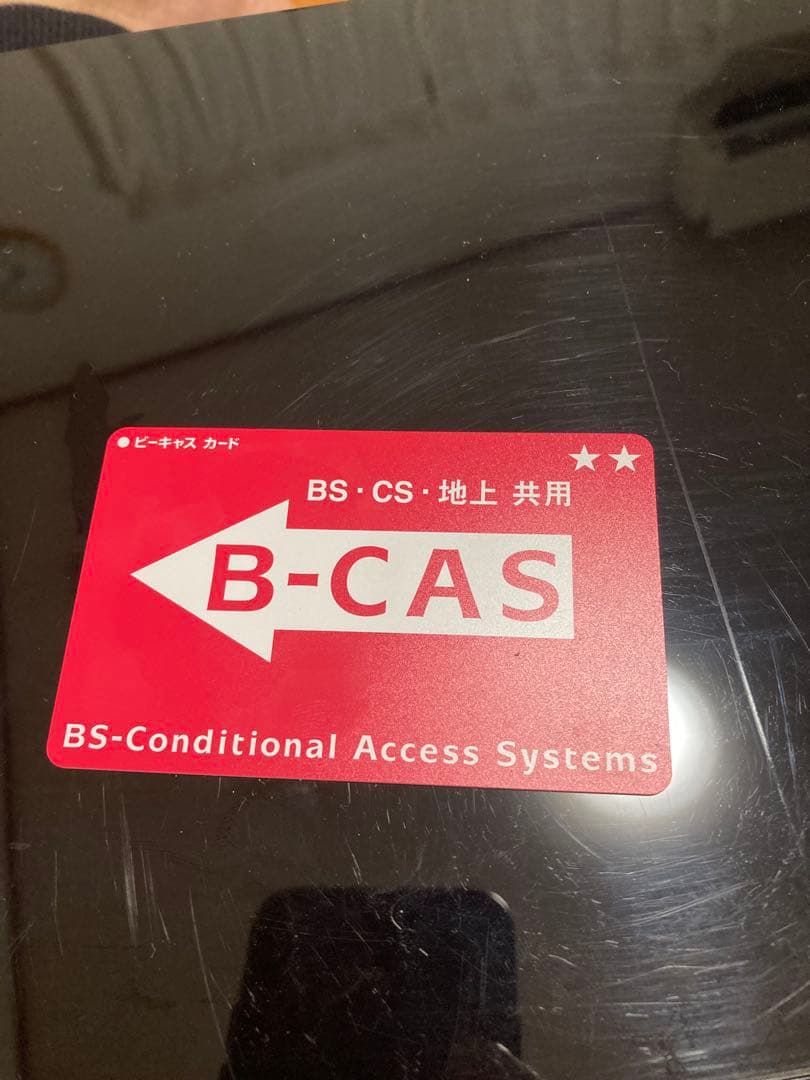 ● ビーキャス カード
★★
BS・CS・地上 共用
B-CAS
BS-Conditional Access Systems